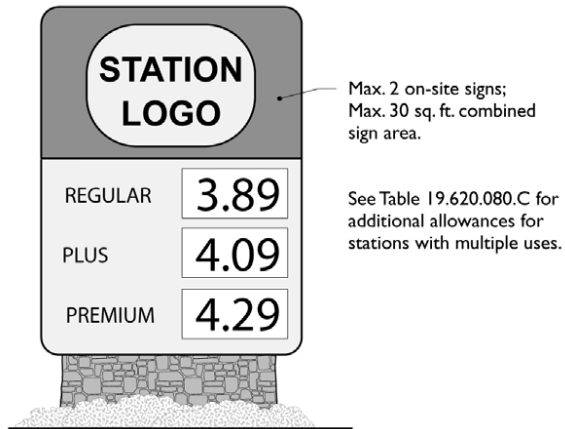 STATION
LOGO
Max. 2 on-site signs;
Max. 30 sq. ft. combined
sign area.
REGULAR 3.89
PLUS 4.09
PREMIUM 4.29
See Table 19.620.080.C for
additional allowances for
stations with multiple uses.